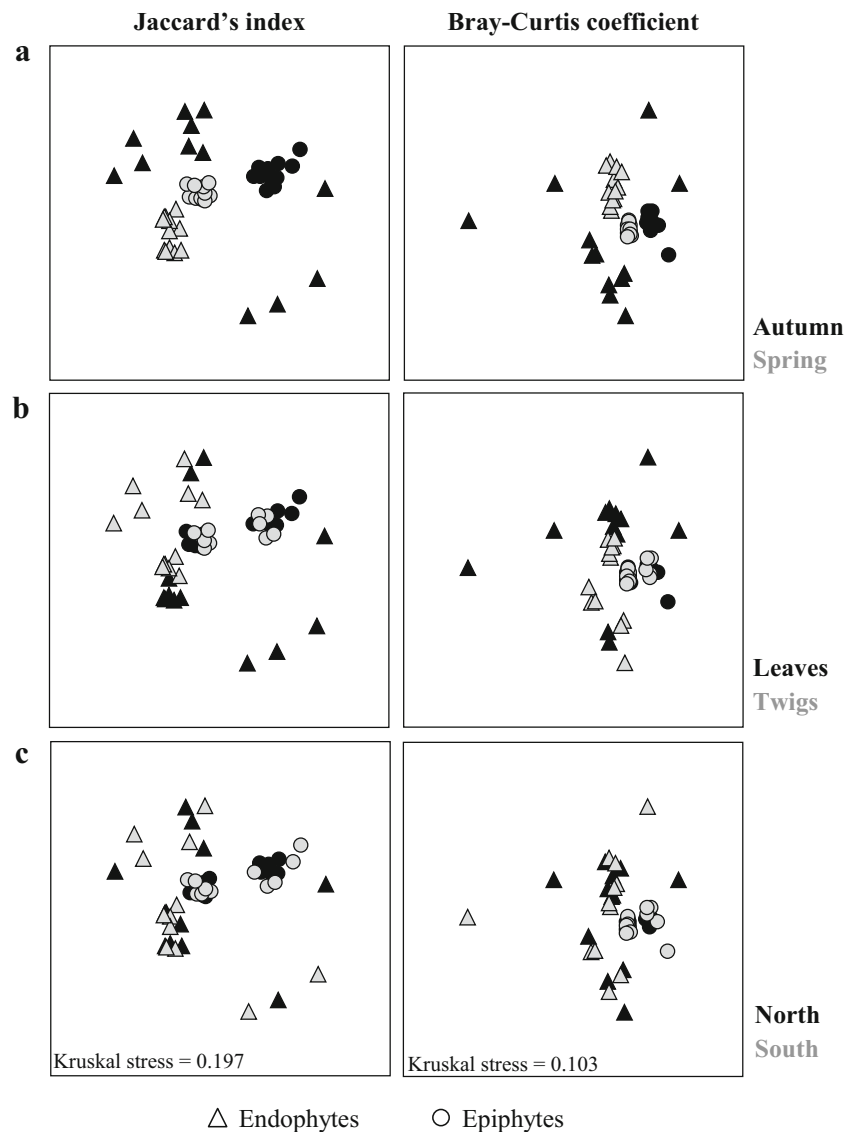 Jaccard's index
Bray-Curtis coefficient
a
Autumn
Spring
b
Leaves
Twigs
c
Kruskal stress = 0.197
Kruskal stress = 0.103
North
South
Endophytes
Epiphytes